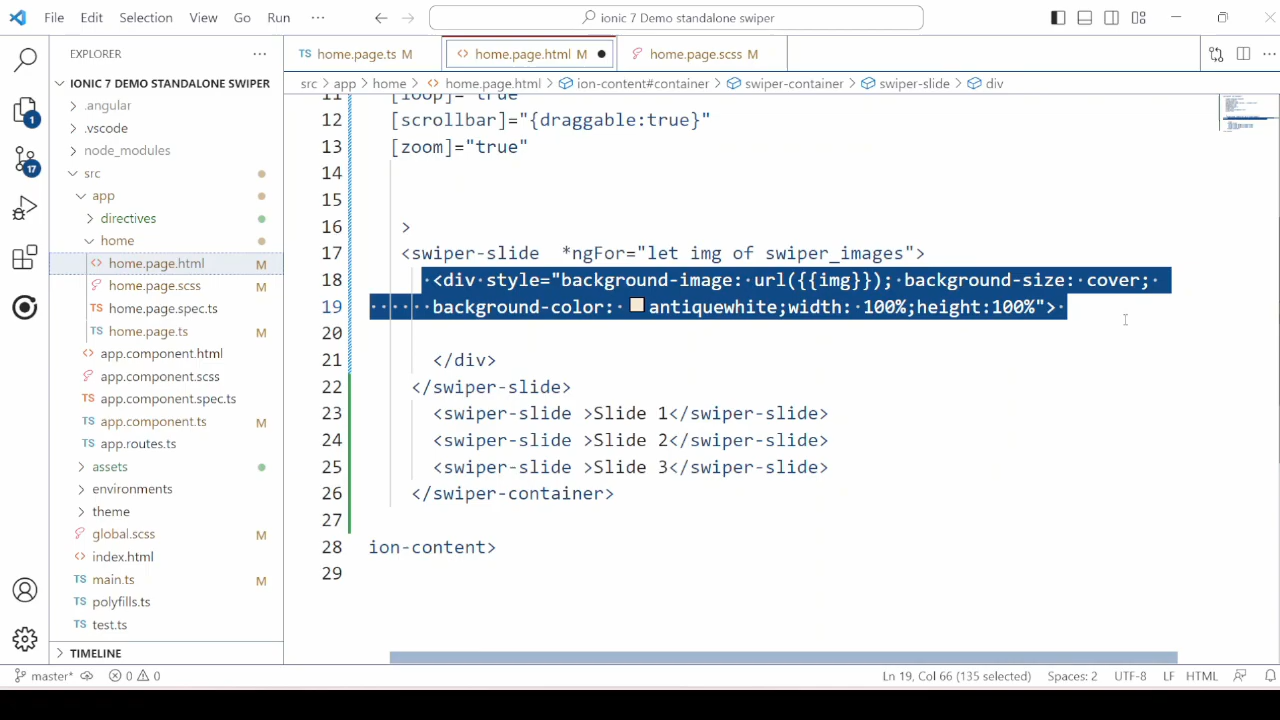 File Edit Selection View Go Run ··· ionic 7 Demo standalone swiper
EXPLORER ···
home.page.ts M home.page.html M home.page.scss M
src > app > home > home.page.html > ion-content#container > swiper-container > swiper-slide > div
IONIC 7 DEMO STANDALONE SWIPER
.angular
.vscode
node_modules
src
app
directives
home
home.page.html M
home.page.scss M
home.page.spec.ts
home.page.ts M
app.component.html
app.component.scss
app.component.spec.ts
app.component.ts M
app.routes.ts
assets
environments
theme
global.scss M
index.html
main.ts M
polyfills.ts
test.ts
TIMELINE
1
17
11 [loop]="true"
12 [scrollbar]="{draggable:true}"
13 [zoom]="true"
14
15
16 >
17 <swiper-slide *ngFor="let img of swiper_images">
18 <div style="background-image: url({{img}}); background-size: cover;
19 background-color: antiquewhite;width: 100%;height:100%">
20
21 </div>
22 </swiper-slide>
23 <swiper-slide >Slide 1</swiper-slide>
24 <swiper-slide >Slide 2</swiper-slide>
25 <swiper-slide >Slide 3</swiper-slide>
26 </swiper-container>
27
28 ion-content>
29
master* 0 0 Ln 19, Col 66 (135 selected) Spaces: 2 UTF-8 LF HTML